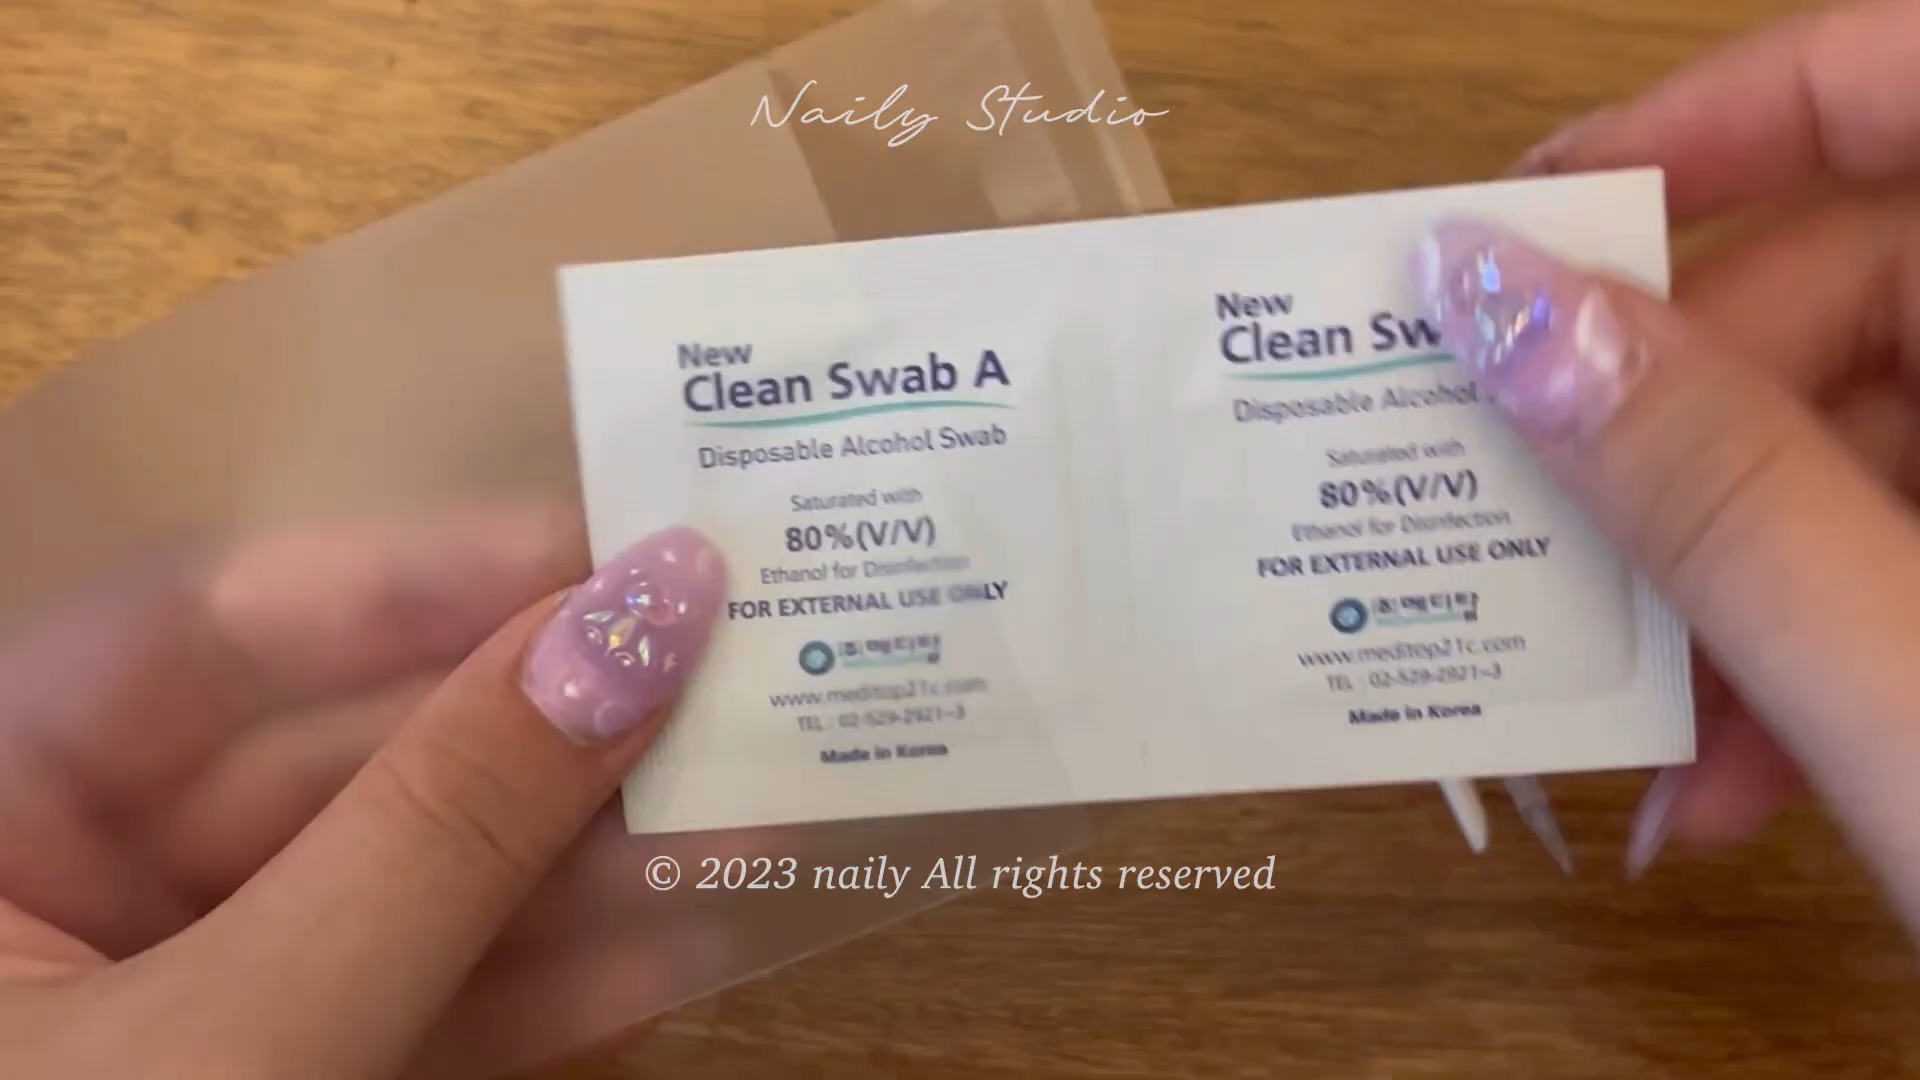 Naily Studio
New
Clean Swab A
Disposable Alcohol Swab
Saturated with
80%(V/V)
Ethanol for Disinfection
FOR EXTERNAL USE ONLY
www.meditop21c.com
TEL : 02-529-2921~3
Made in Korea
New
Clean Sw
Disposable Alcohol
Saturated with
80%(V/V)
Ethanol for Disinfection
FOR EXTERNAL USE ONLY
www.meditop21c.com
TEL : 02-529-2921~3
Made in Korea
© 2023 naily All rights reserved